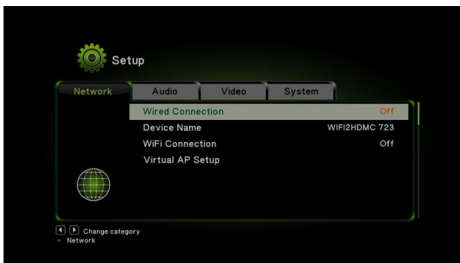 Setup
Network Audio Video System
Wired Connection Off
Device Name WIFI2HDMC 723
WiFi Connection Off
Virtual AP Setup
Change category
Network